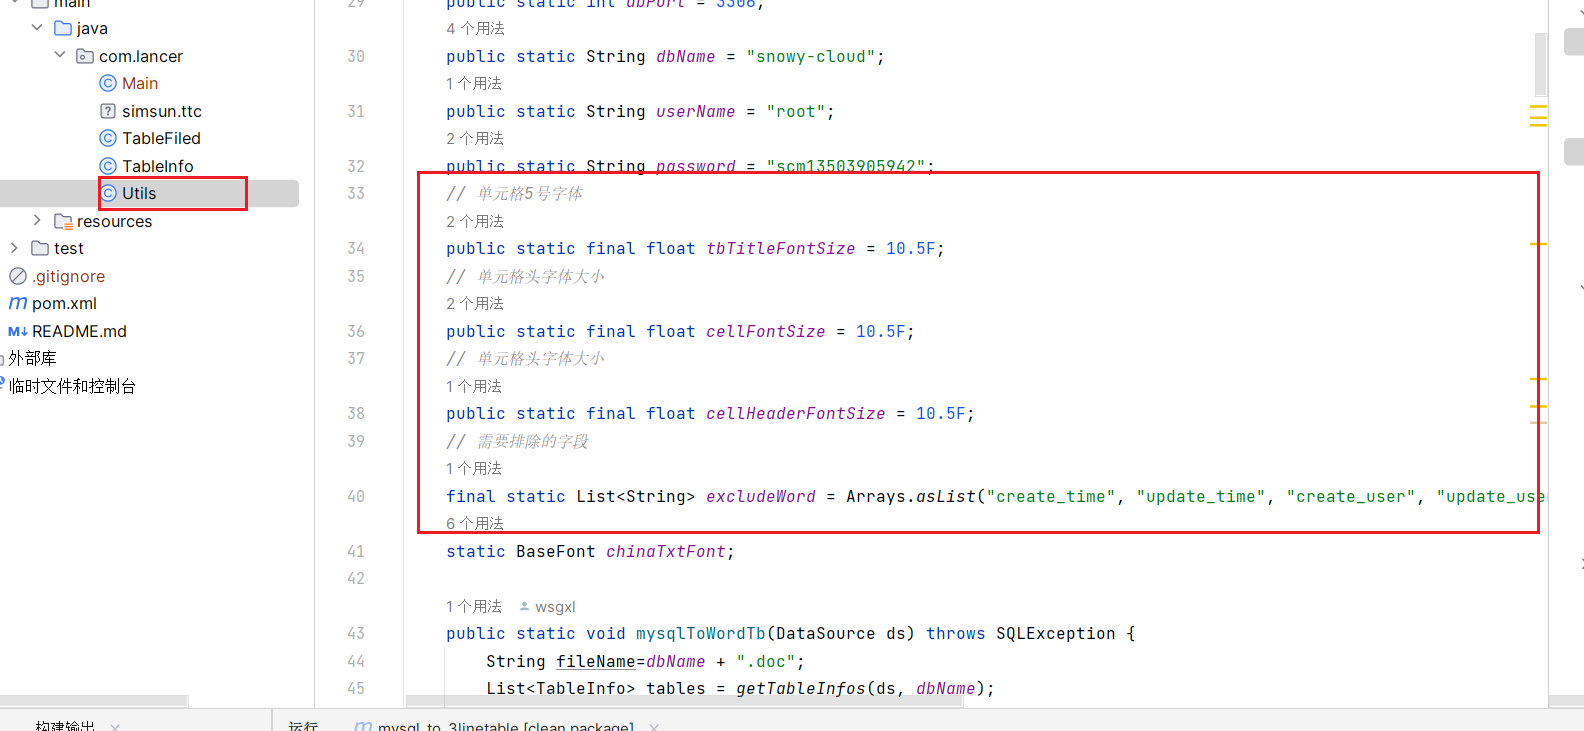 main
java
com.lancer
Main
simsun.ttc
TableFiled
TableInfo
Utils
resources
test
.gitignore
pom.xml
README.md
外部库
临时文件和控制台
29 public static int dbPort = 3306;
4 个用法
30 public static String dbName = "snowy-cloud";
1 个用法
31 public static String userName = "root";
2 个用法
32 public static String password = "scm13503905942";
33 // 单元格5号字体
2 个用法
34 public static final float tbTitleFontSize = 10.5F;
35 // 单元格头字体大小
2 个用法
36 public static final float cellFontSize = 10.5F;
37 // 单元格头字体大小
1 个用法
38 public static final float cellHeaderFontSize = 10.5F;
39 // 需要排除的字段
1 个用法
40 final static List<String> excludeWord = Arrays.asList("create_time", "update_time", "create_user", "update_use
6 个用法
41 static BaseFont chinaTxtFont;
42
1 个用法 wsgxl
43 public static void mysqlToWordTb(DataSource ds) throws SQLException {
44 String fileName=dbName + ".doc";
45 List<TableInfo> tables = getTableInfos(ds, dbName);
构建输出
运行 mysql_to_3linetable [clean,package]